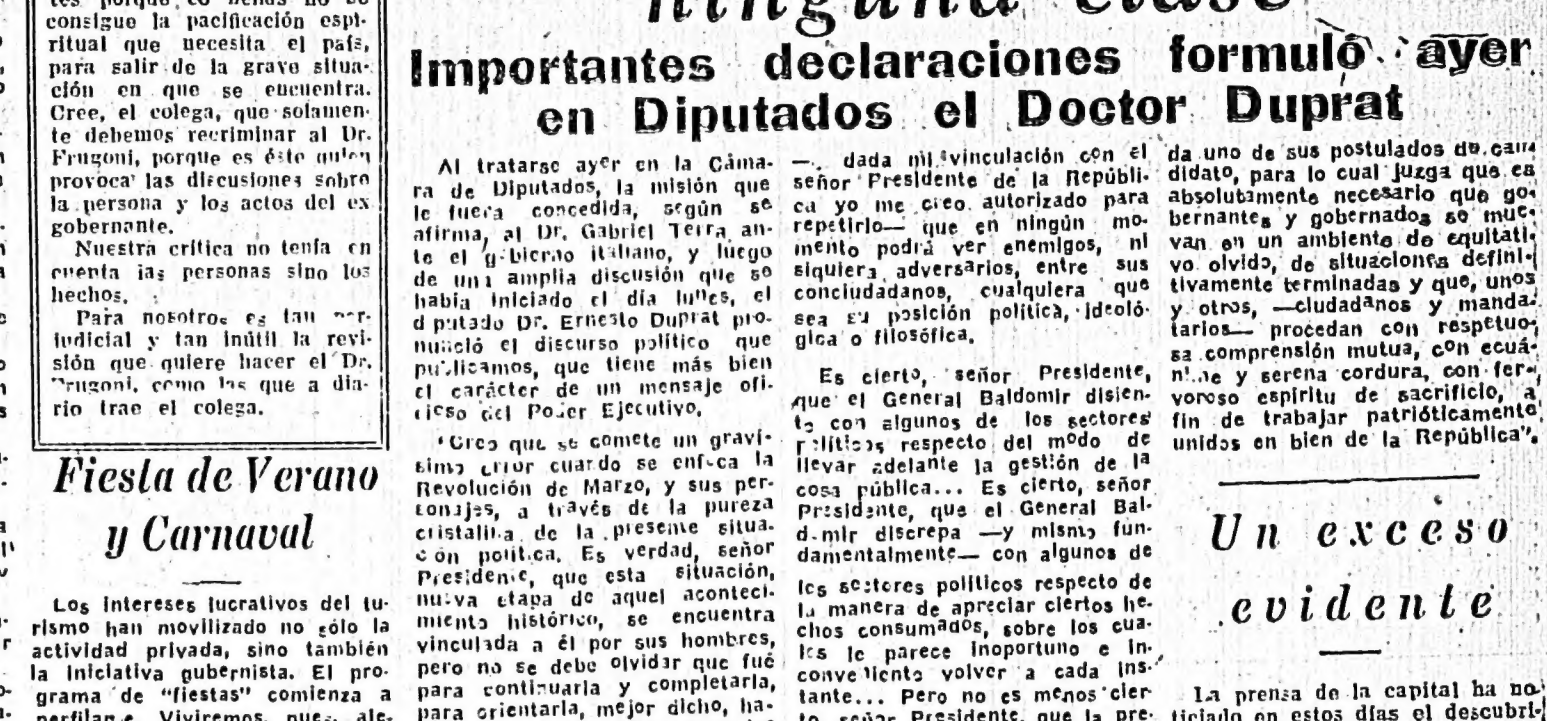 consigue la pacificación espi-
ritual que necesita el país,
para salir de la grave situa-
ción en que se encuentra.
Cree, el colega, que solamen-
te debemos recriminar al Dr.
Frugoni, porque es éste quien
provoca las discusiones sobre
la persona y los actos del ex
gobernante.
Nuestra crítica no tenía en
cuenta las personas sino los
hechos.
Para nosotros es tan per-
judicial y tan inútil la revi-
sión que quiere hacer el Dr.
Frugoni, como las que a dia-
rio trae el colega.
Fiesta de Verano
y Carnaval
Los intereses lucrativos del tu-
rismo han movilizado no sólo la
actividad privada, sino también
la iniciativa gubernista. El pro-
grama de "fiestas" comienza a
Viviremos, pues, ale-
ninguna clase
Importantes declaraciones formuló ayer
en Diputados el Doctor Duprat
Al tratarse ayer en la Cáma-
ra de Diputados, la misión que
le fuera concedida, según se
afirma, al Dr. Gabriel Terra an-
te el gobierno italiano, y luego
de una amplia discusión que se
había iniciado el día lunes, el
diputado Dr. Ernesto Duprat pro-
nunció el discurso político que
publicamos, que tiene más bien
el carácter de un mensaje ofi-
cioso del Poder Ejecutivo.
"Creo que se comete un graví-
simo error cuando se enfoca la
Revolución de Marzo, y sus per-
sonajes, a través de la pureza
cristalina de la presente situa-
ción política. Es verdad, señor
Presidente, que esta situación,
nueva etapa de aquel aconteci-
miento histórico, se encuentra
vinculada a él por sus hombres,
pero no se debe olvidar que fué
para continuarla y completarla,
para orientarla, mejor dicho, ha-
—. dada mi vinculación con el
señor Presidente de la Repúbli-
ca yo me creo autorizado para
repetirlo— que en ningún mo-
mento podrá ver enemigos, ni
siquiera adversarios, entre sus
conciudadanos, cualquiera que
sea su posición política, ideoló-
gica o filosófica.
Es cierto, señor Presidente,
que el General Baldomir disien-
te con algunos de los sectores
políticos respecto del modo de
llevar adelante la gestión de la
cosa pública... Es cierto, señor
Presidente, que el General Bal-
domir discrepa —y mismo fun-
damentalmente— con algunos de
los sectores políticos respecto de
la manera de apreciar ciertos he-
chos consumados, sobre los cua-
les le parece inoportuno e in-
conveniente volver a cada ins-
tante... Pero no es menos cier-
to, señor Presidente, que la pre-
da uno de sus postulados de can-
didato, para lo cual juzga que es
absolutamente necesario que go-
bernantes y gobernados se mue-
van en un ambiente de equitati-
vo olvido, de situaciones defini-
tivamente terminadas y que, unos
y otros, —ciudadanos y manda-
tarios— procedan con respetuo-
sa comprensión mutua, con ecuá-
nime y serena cordura, con fer-
voroso espíritu de sacrificio, a
fin de trabajar patrióticamente
unidos en bien de la República".
Un exceso
evidente
La prensa de la capital ha no-
ticiado en estos días el descubri-